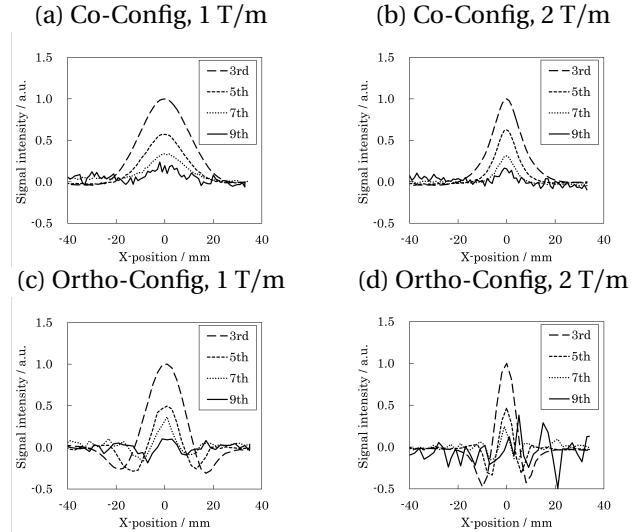 (a) Co-Config, 1 T/m
(b) Co-Config, 2 T/m
Signal intensity / a.u.
1.5
1.0
0.5
0.0
-0.5
3rd
5th
7th
9th
-40 -20 0 20 40
X-position / mm
Signal intensity / a.u.
1.5
1.0
0.5
0.0
-0.5
3rd
5th
7th
9th
-40 -20 0 20 40
X-position / mm
(c) Ortho-Config, 1 T/m
(d) Ortho-Config, 2 T/m
Signal intensity / a.u.
1.5
1.0
0.5
0.0
-0.5
3rd
5th
7th
9th
-40 -20 0 20 40
X-position / mm
Signal intensity / a.u.
1.5
1.0
0.5
0.0
-0.5
3rd
5th
7th
9th
-40 -20 0 20 40
X-position / mm